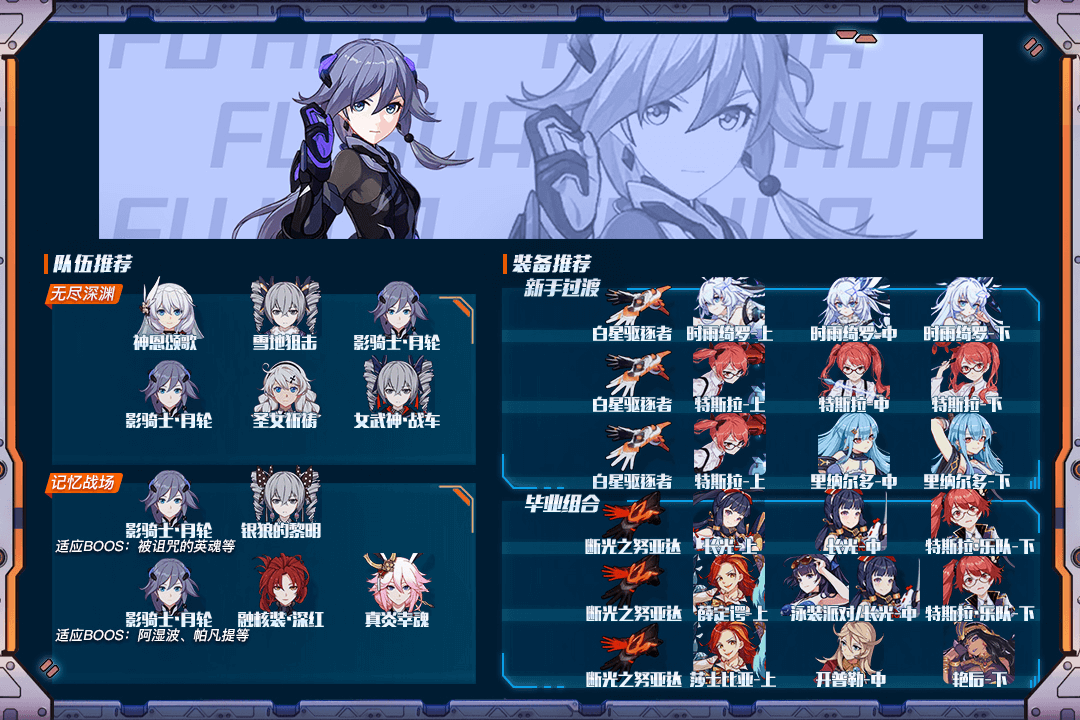 FU HUA
FU HUA
FU HUA
队伍推荐
无尽深渊
神恩颂歌 雪地狙击 影骑士·月轮
影骑士·月轮 圣女祈祷 女武神·战车
记忆战场
影骑士·月轮 银狼的黎明
适应BOOS：被诅咒的英魂等
影骑士·月轮 融核装·深红 真炎幸魂
适应BOOS：阿湿波、帕凡提等
装备推荐
新手过渡
白星驱逐者 时雨绮罗-上 时雨绮罗-中 时雨绮罗-下
白星驱逐者 特斯拉-上 特斯拉-中 特斯拉-下
白星驱逐者 特斯拉-上 里纳尔多-中 里纳尔多-下
毕业组合
断光之努亚达 长光-上 长光-中 特斯拉·乐队-下
断光之努亚达 薛定谔-上 泳装派对/长光-中 特斯拉·乐队-下
断光之努亚达 莎士比亚-上 开普勒-中 艳后-下